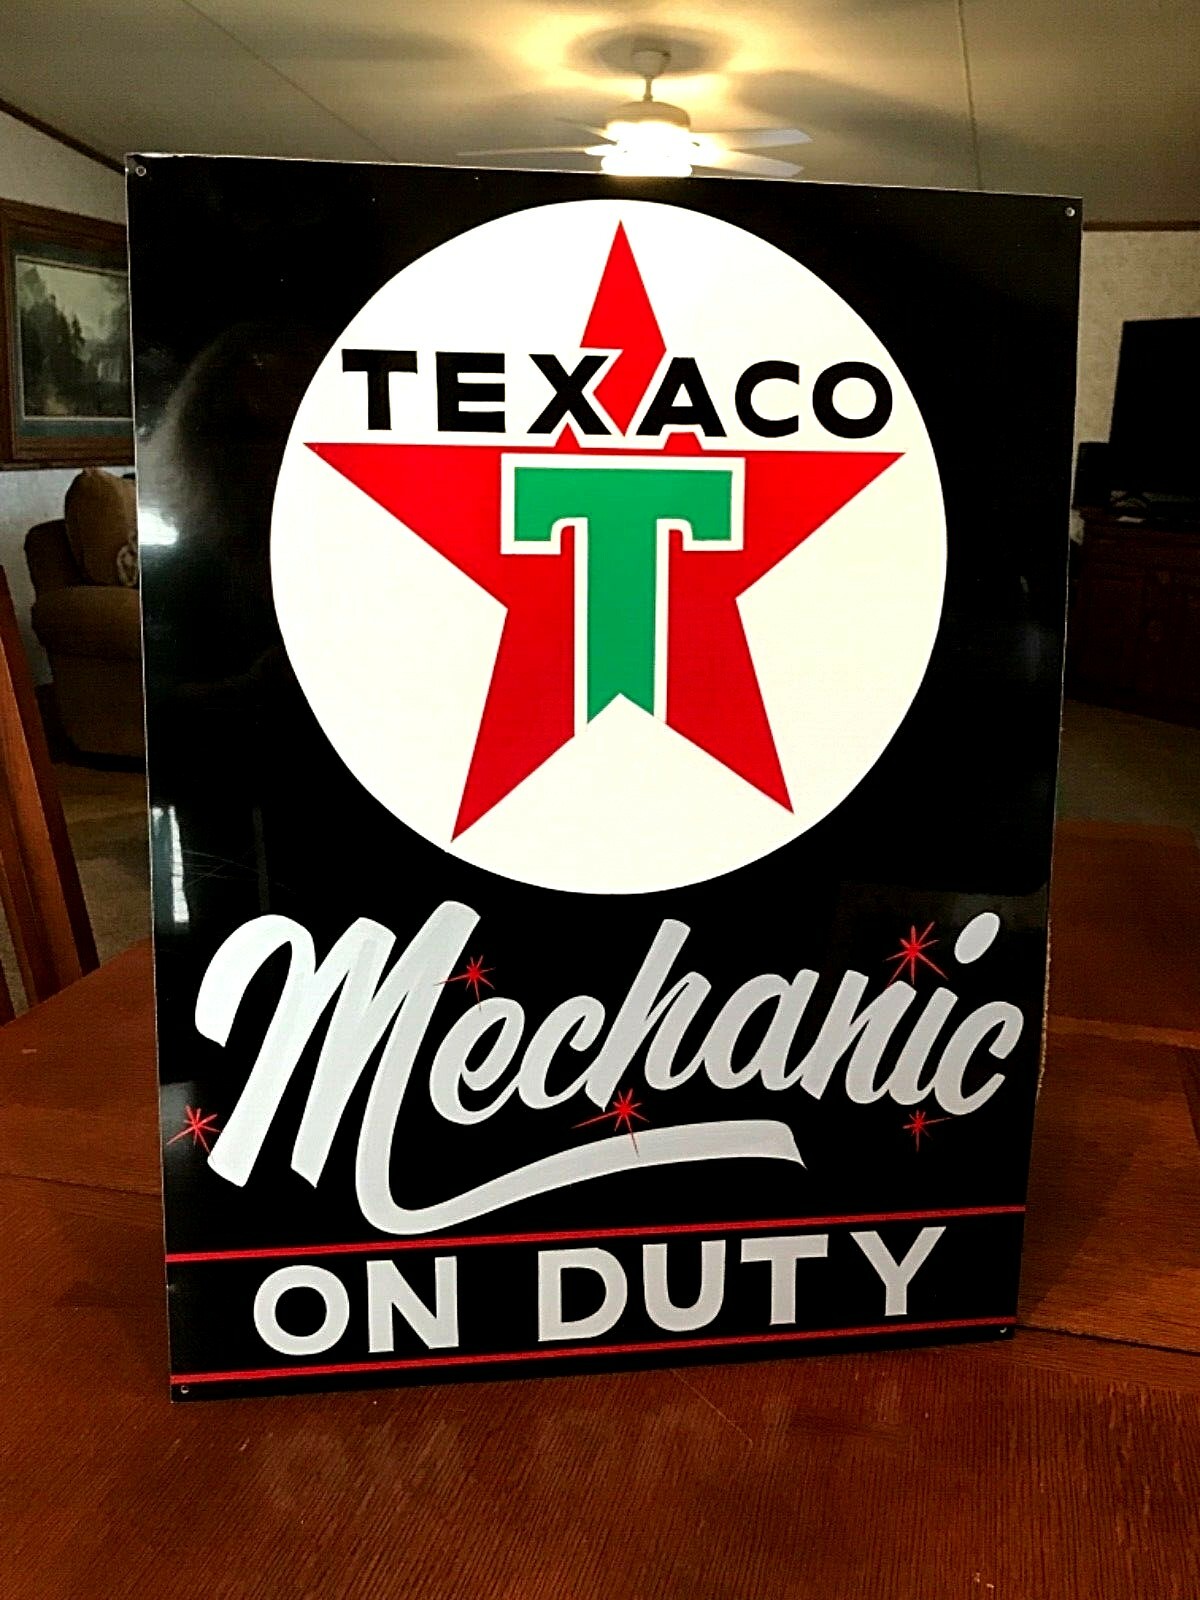 TEXACO
T
Mechanic
ON DUTY